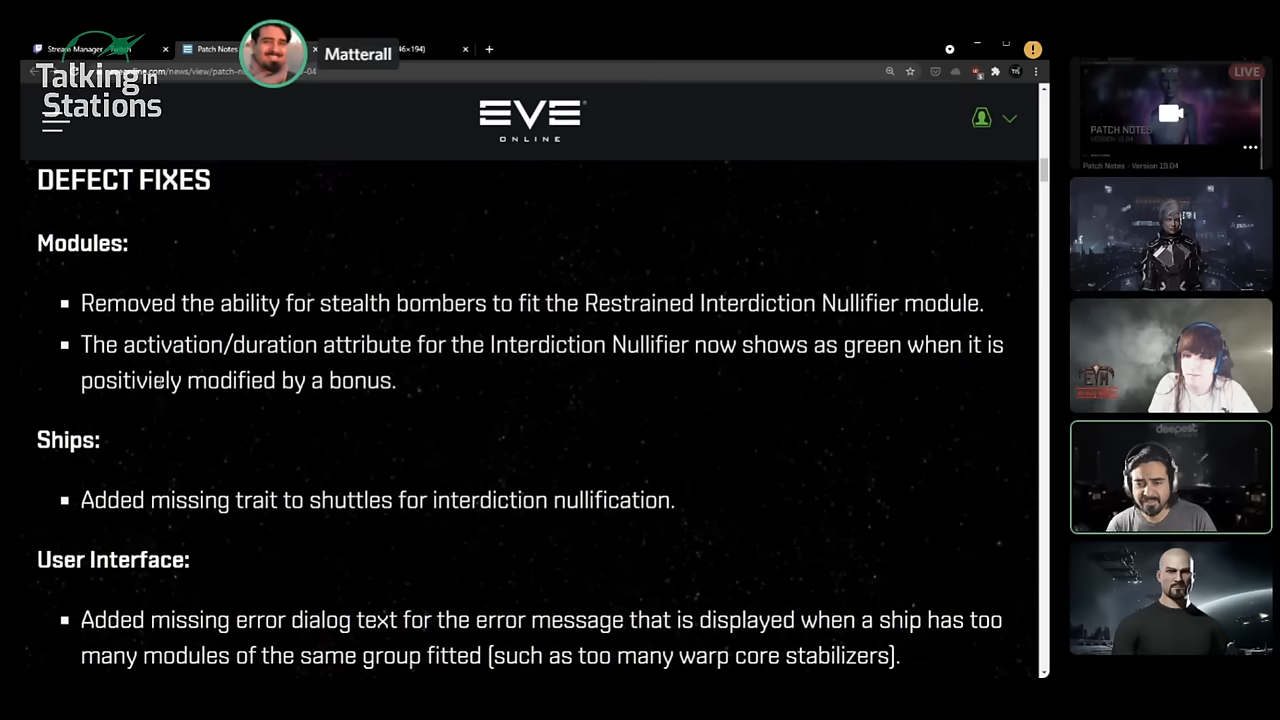 Stream Manager - Twitch
Patch Notes
46×194)
Matterall
Talking in
Stations
EVE
ONLINE
LIVE
PATCH NOTES
Patch Notes - Version 19.04
DEFECT FIXES
Modules:
Removed the ability for stealth bombers to fit the Restrained Interdiction Nullifier module.
The activation/duration attribute for the Interdiction Nullifier now shows as green when it is
positiviely modified by a bonus.
Ships:
Added missing trait to shuttles for interdiction nullification.
User Interface:
Added missing error dialog text for the error message that is displayed when a ship has too
many modules of the same group fitted (such as too many warp core stabilizers).
deepest